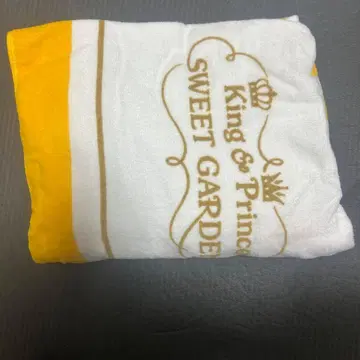 King & Prince
SWEET GARDEN